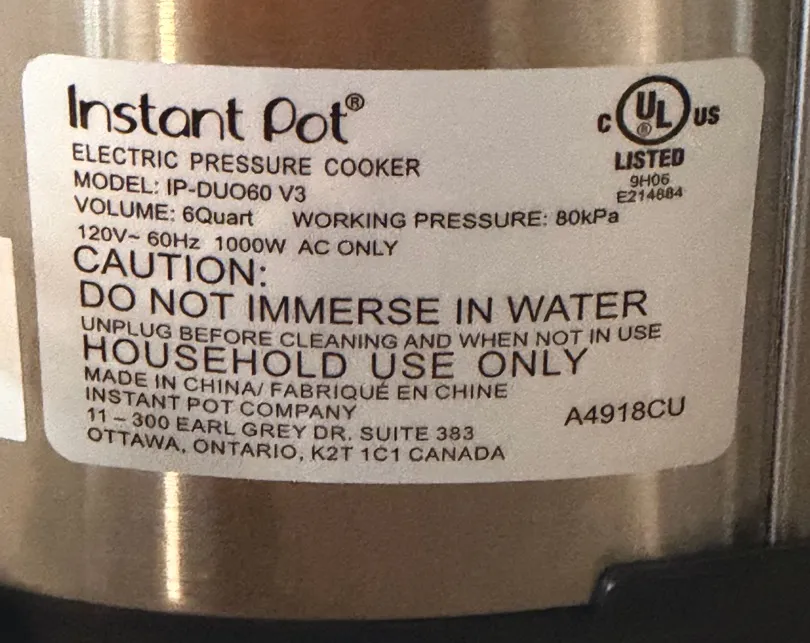 Instant Pot®
ELECTRIC PRESSURE COOKER
MODEL: IP-DUO60 V3
VOLUME: 6Quart WORKING PRESSURE: 80kPa
120V~ 60Hz 1000W AC ONLY
CAUTION:
DO NOT IMMERSE IN WATER
UNPLUG BEFORE CLEANING AND WHEN NOT IN USE
HOUSEHOLD USE ONLY
MADE IN CHINA/ FABRIQUÉ EN CHINE
INSTANT POT COMPANY
11 – 300 EARL GREY DR. SUITE 383
OTTAWA, ONTARIO, K2T 1C1 CANADA
A4918CU
C UL® US
LISTED
9H06
E214884